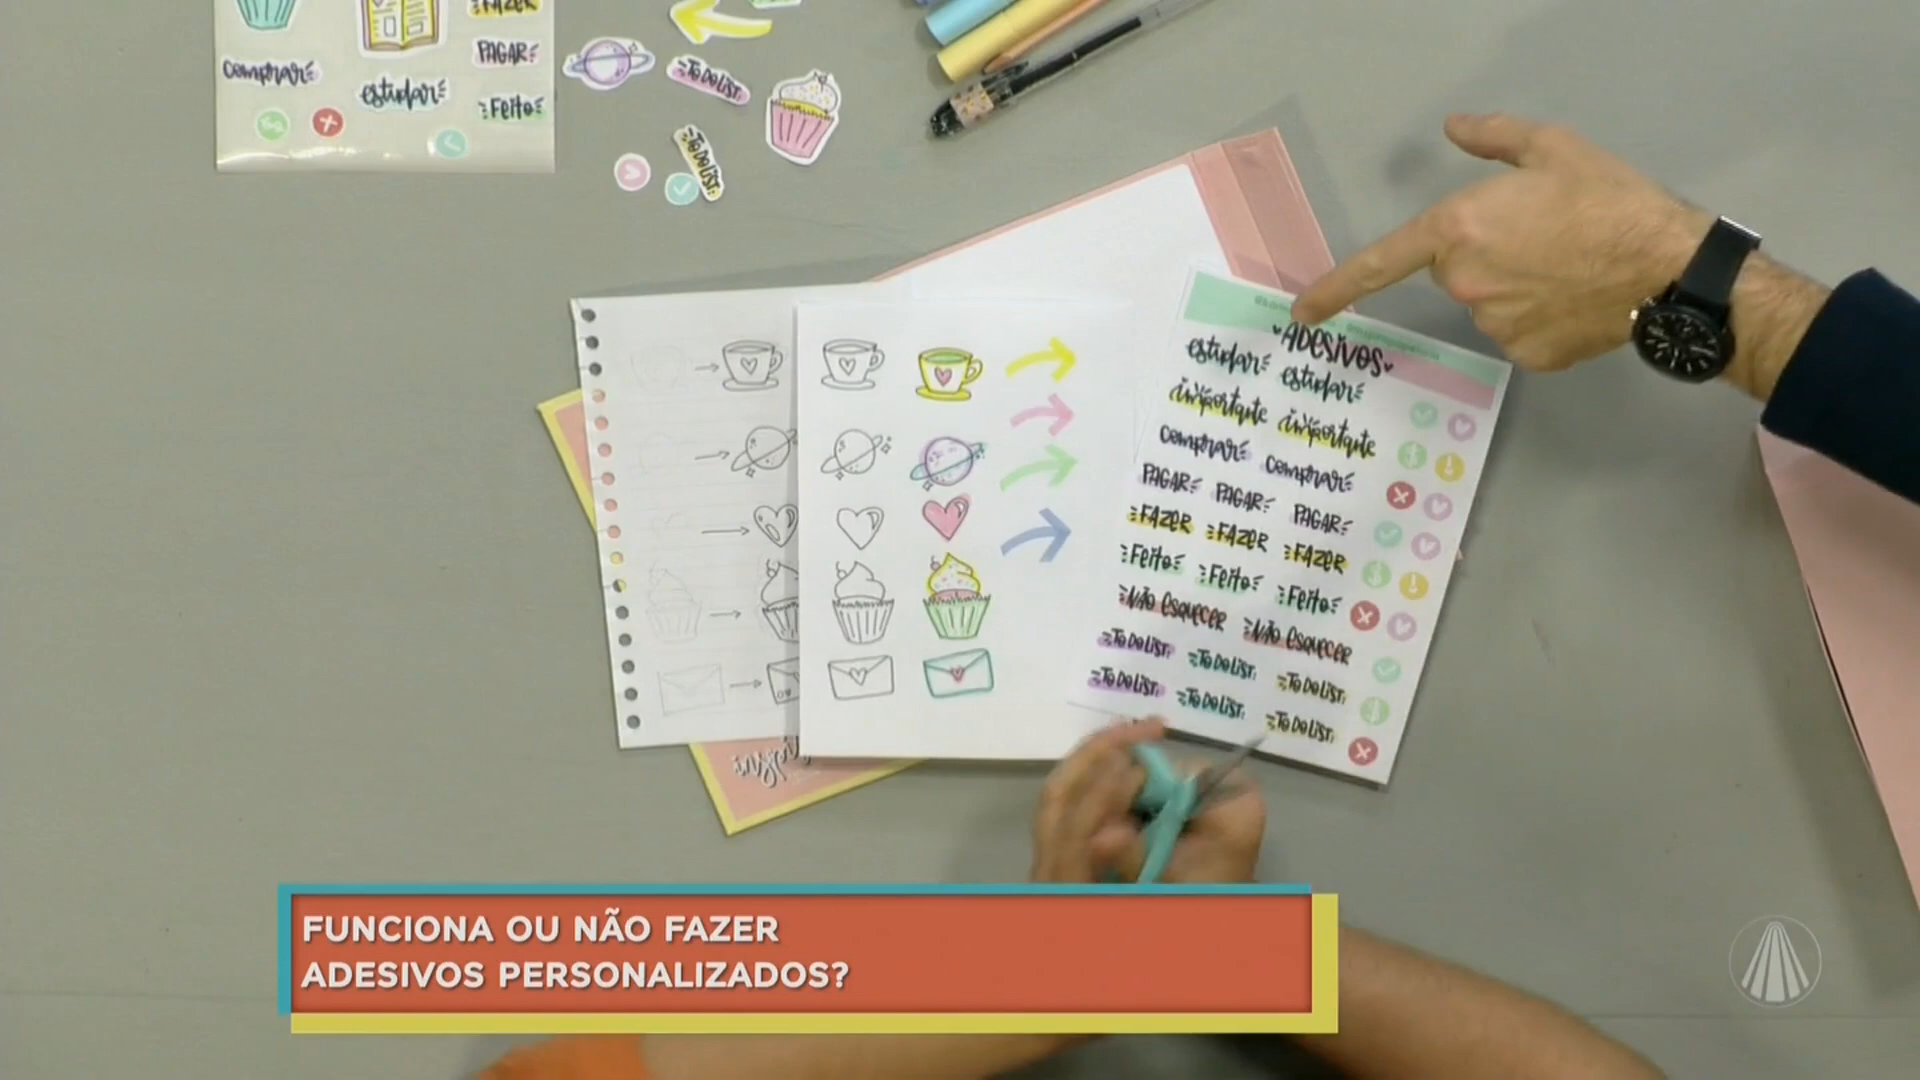 FAZER
PAGAR
comprar
estudar
Feito
TO DO LIST
TO DO LIST
ADESIVOS
estudar estudar
importante importante
comprar comprar
PAGAR PAGAR PAGAR
FAZER FAZER FAZER
Feito Feito Feito
NÃO ESQUECER NÃO ESQUECER
TO DO LIST TO DO LIST TO DO LIST
TO DO LIST TO DO LIST TO DO LIST
FUNCIONA OU NÃO FAZER
ADESIVOS PERSONALIZADOS?